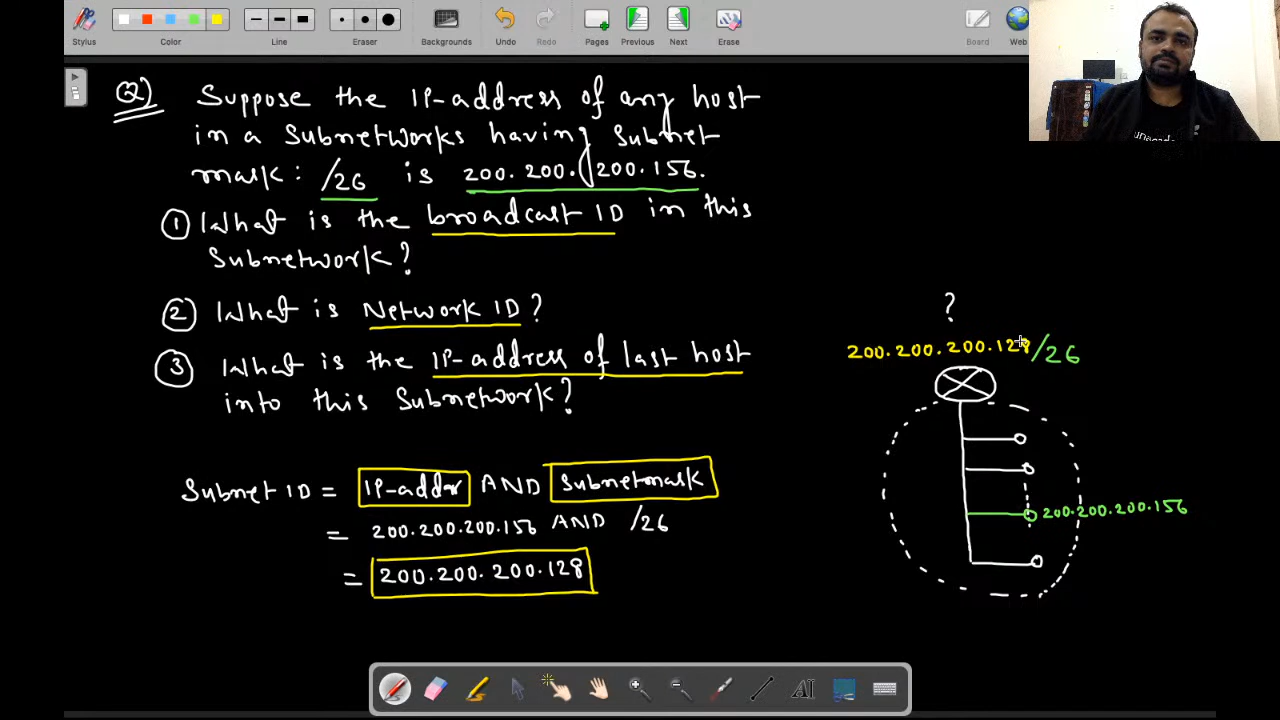 Stylus
Color
Line
Eraser
Backgrounds
Undo
Redo
Pages
Previous
Next
Erase
Board
Web
Q) Suppose the IP-address of any host
in a Subnetworks having Subnet
mask: /26 is 200.200.200.156.
① What is the broadcast ID in this
Subnetwork?
② What is Network ID?
③ What is the IP-address of last host
into this Subnetwork?
Subnet ID = IP-addr AND Subnetmask
= 200.200.200.156 AND /26
= 200.200.200.128
?
200.200.200.128/26
200.200.200.156